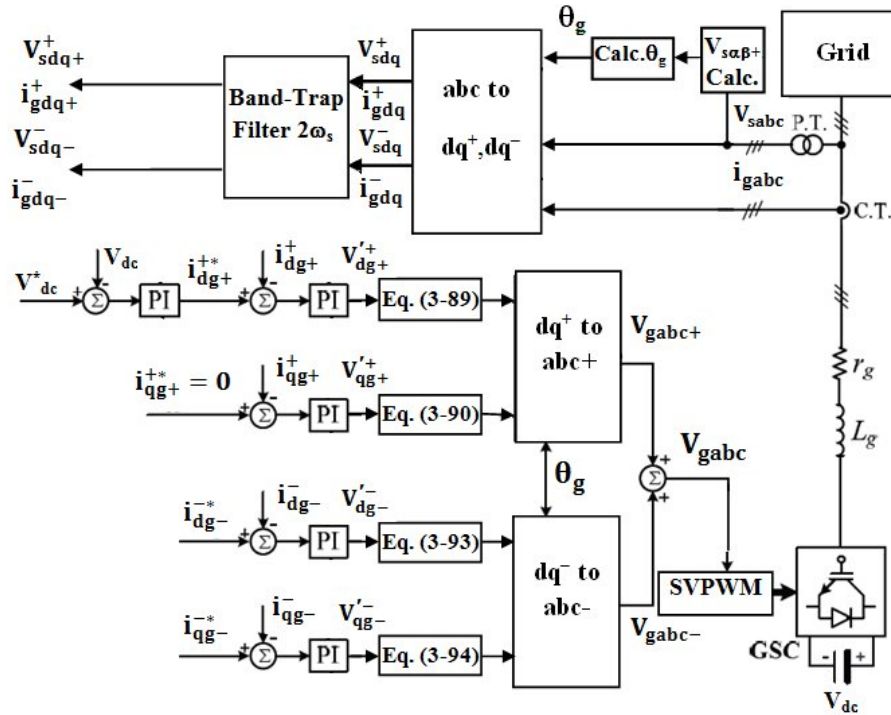 V⁺sdq+
i⁺gdq+
V⁻sdq−
i⁻gdq−
Band-Trap
Filter 2ωs
V⁺sdq
i⁺gdq
V⁻sdq
i⁻gdq
abc to
dq⁺,dq⁻
θg
Calc.θg
Vsαβ+
Calc.
Grid
Vsabc
P.T.
igabc
C.T.
V*dc
+
Vdc
-
Σ
PI
i⁺*dg+
+
i⁺dg+
-
Σ
PI
V′⁺dg+
Eq. (3-89)
i⁺*qg+ = 0
+
i⁺qg+
-
Σ
PI
V′⁺qg+
Eq. (3-90)
dq⁺ to
abc+
Vgabc+
θg
i⁻*dg−
+
i⁻dg−
-
Σ
PI
V′⁻dg−
Eq. (3-93)
i⁻*qg−
+
i⁻qg−
-
Σ
PI
V′⁻qg−
Eq. (3-94)
dq⁻ to
abc-
Vgabc−
+
Σ
+
Vgabc
SVPWM
rg
Lg
GSC
- +
Vdc